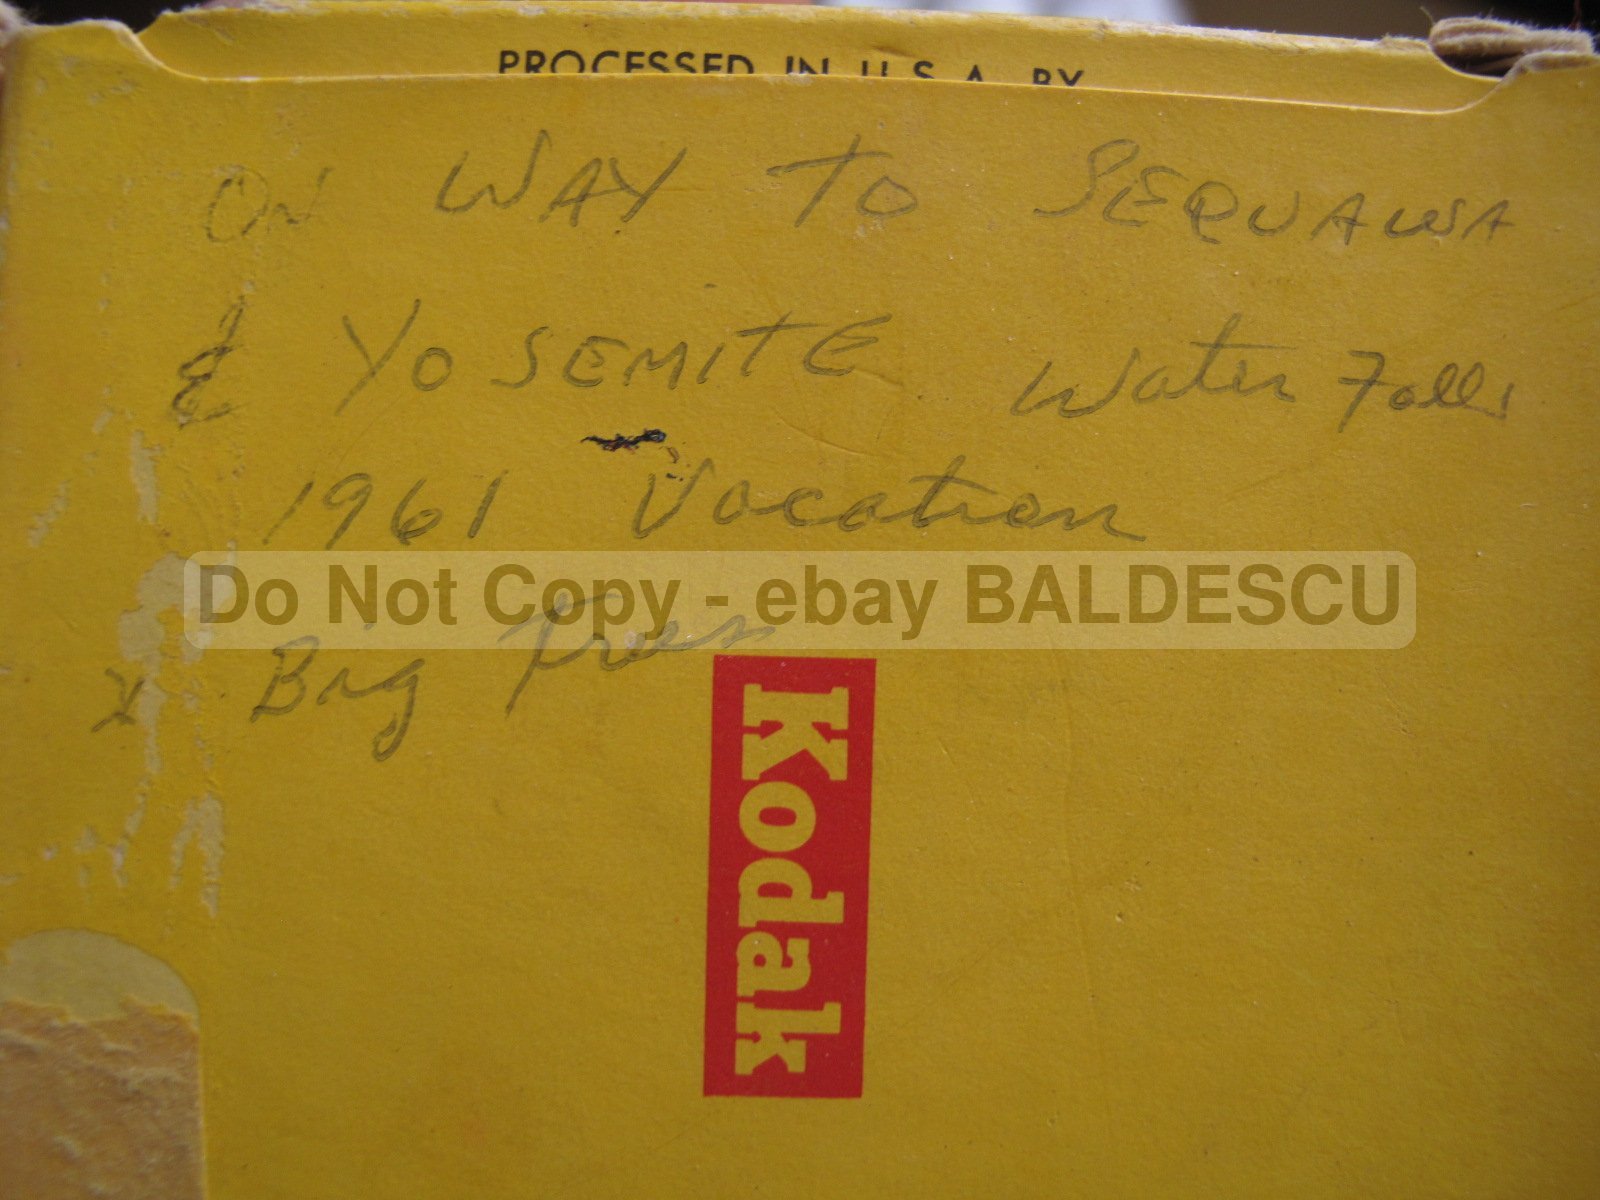 PROCESSED IN U.S.A. BY
ON WAY TO SEQUAWA
& YOSEMITE Water Falls
1961 Vacation
Do Not Copy - ebay BALDESCU
x Big Trees
Kodak